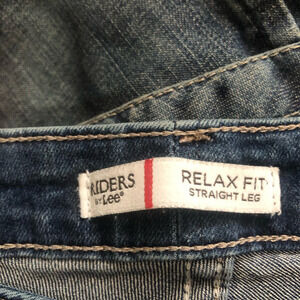 RIDERS
BY Lee®
RELAX FIT
STRAIGHT LEG